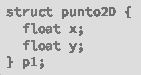 struct punto2D {
  float x;
  float y;
} p1;